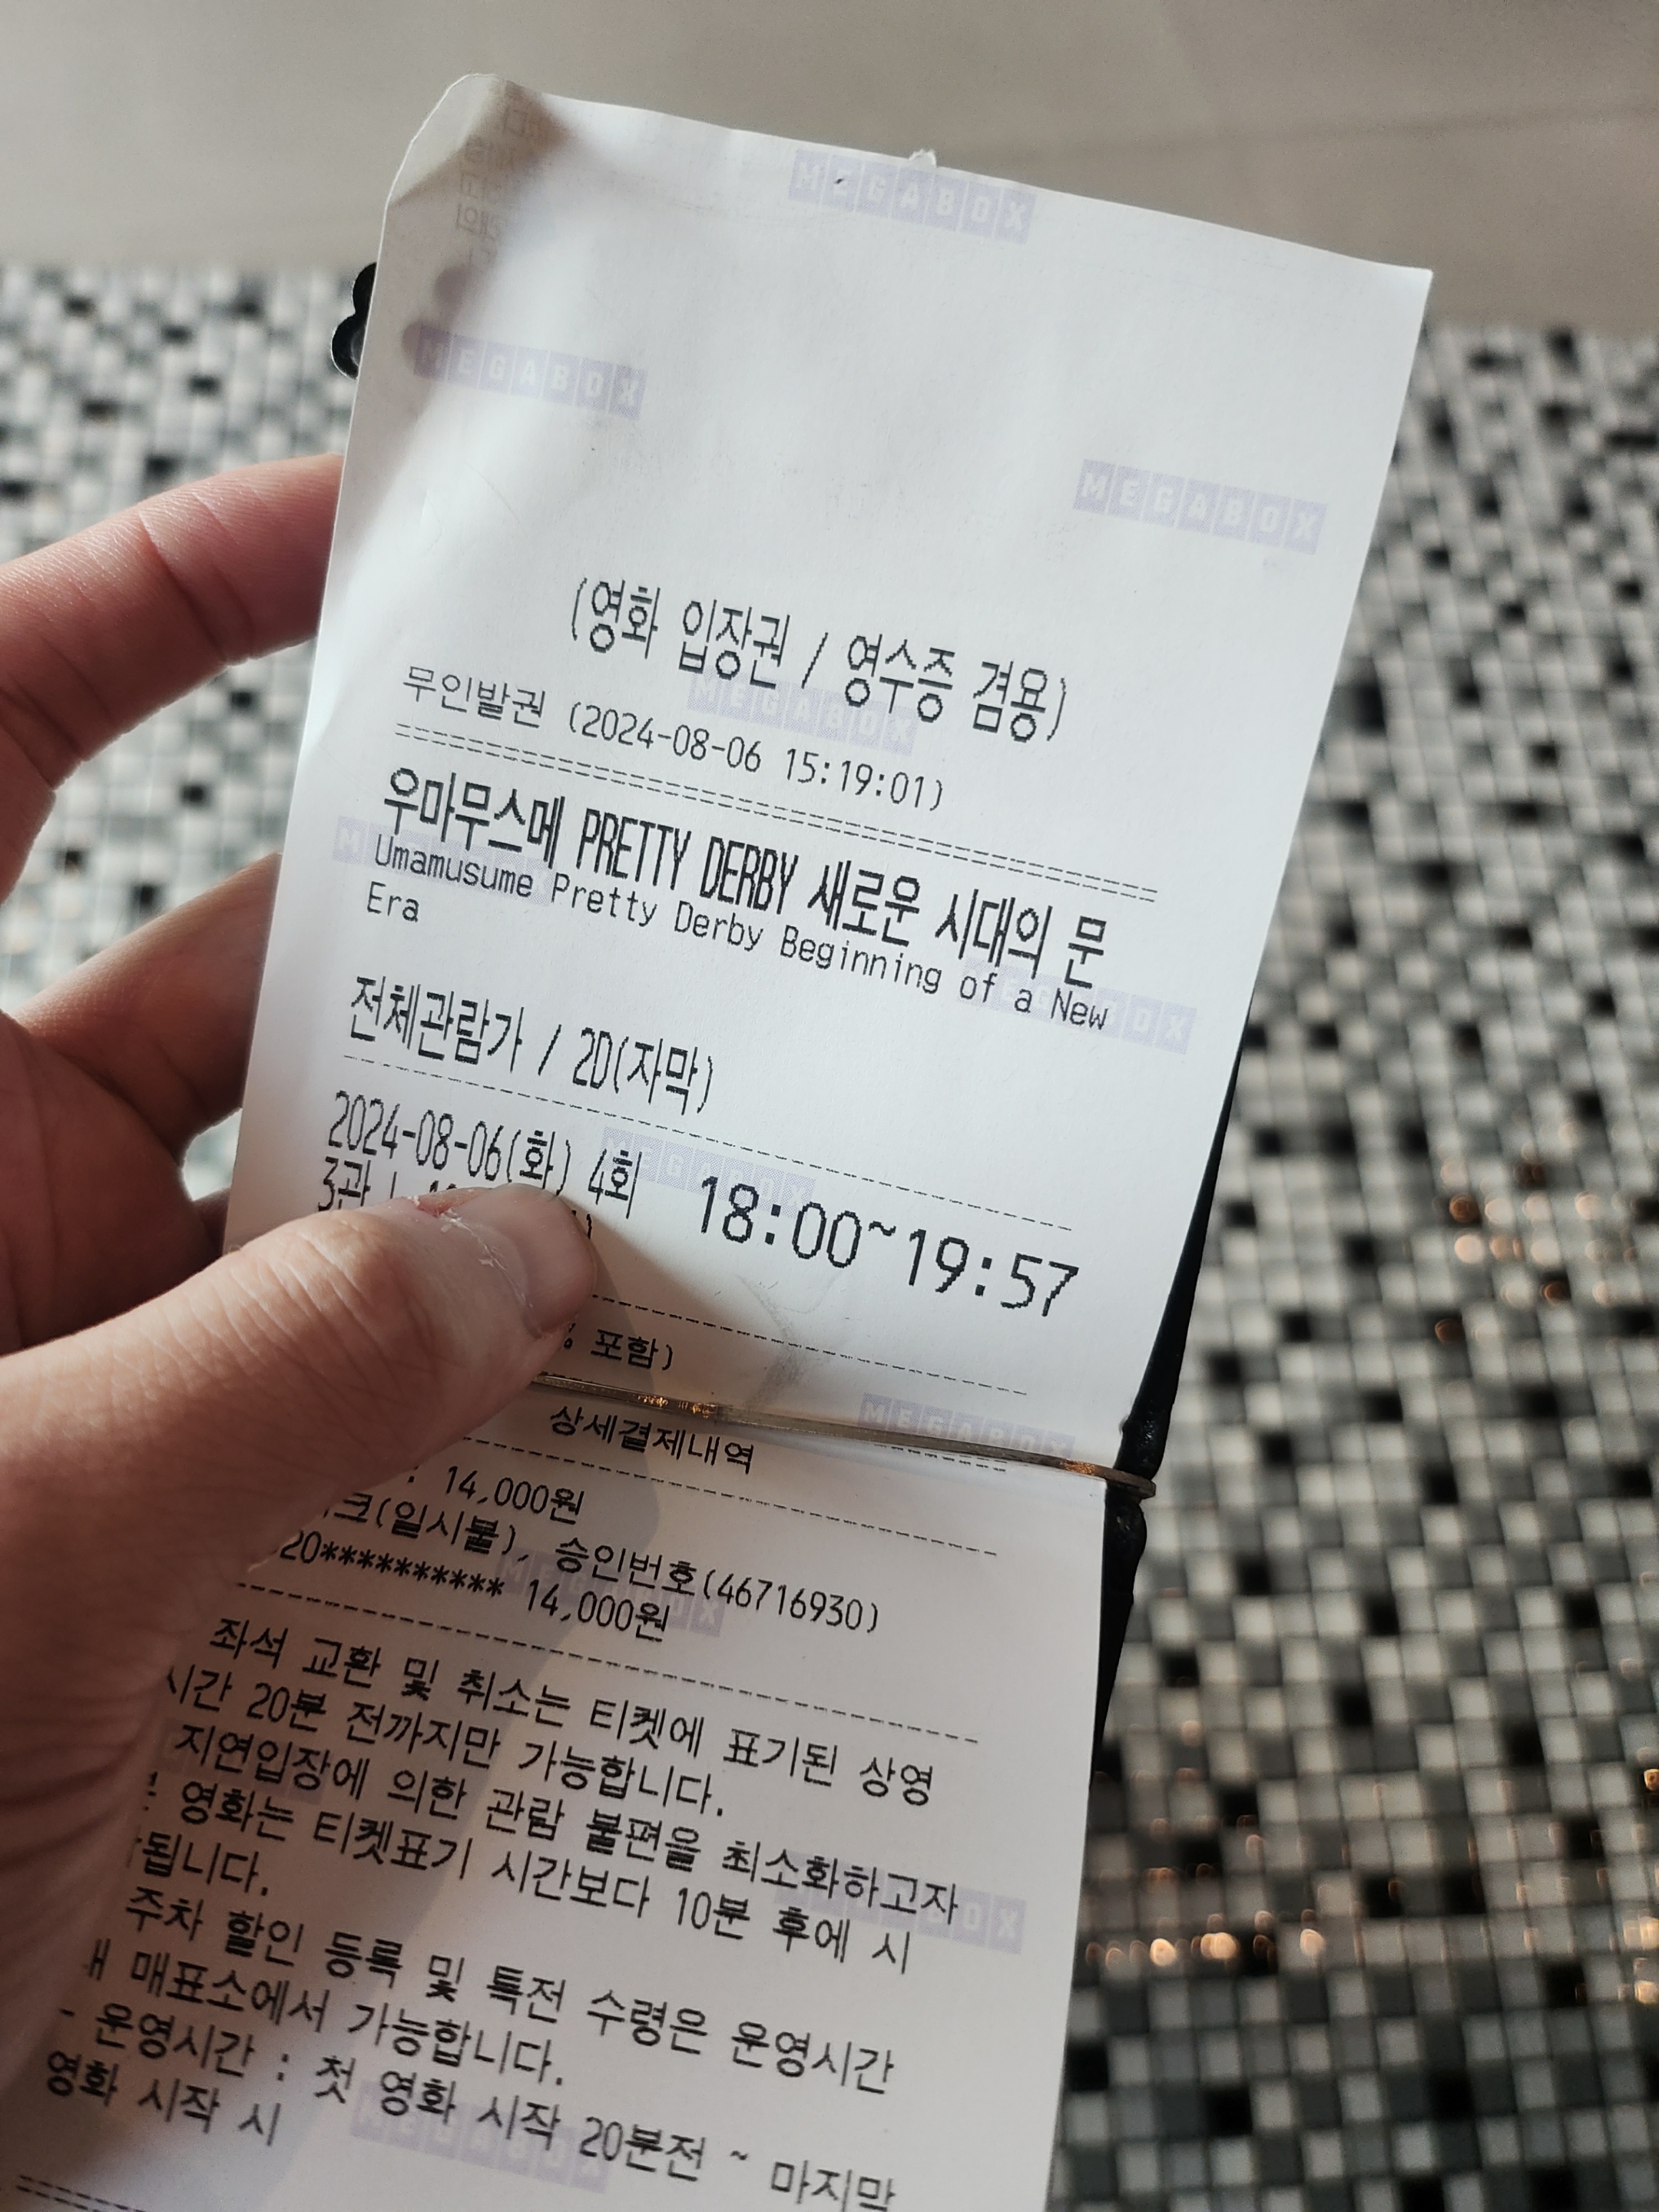 MEGABOX
MEGABOX
MEGABOX
(영화 입장권 / 영수증 겸용)
MEGABOX
무인발권 (2024-08-06 15:19:01)
우마무스메 PRETTY DERBY 새로운 시대의 문
Umamusume Pretty Derby Beginning of a New
Era
전체관람가 / 2D(자막)
2024-08-06(화) 4회 18:00~19:57
3관
포함)
MEGABOX
상세결제내역
: 14,000원
크(일시불), 승인번호(46716930)
20********** 14,000원
좌석 교환 및 취소는 티켓에 표기된 상영
시간 20분 전까지만 가능합니다.
지연입장에 의한 관람 불편을 최소화하고자
영화는 티켓표기 시간보다 10분 후에 시
됩니다.
주차 할인 등록 및 특전 수령은 운영시간
내 매표소에서 가능합니다.
- 운영시간 : 첫 영화 시작 20분전 ~ 마지막
영화 시작 시
MEGABOX